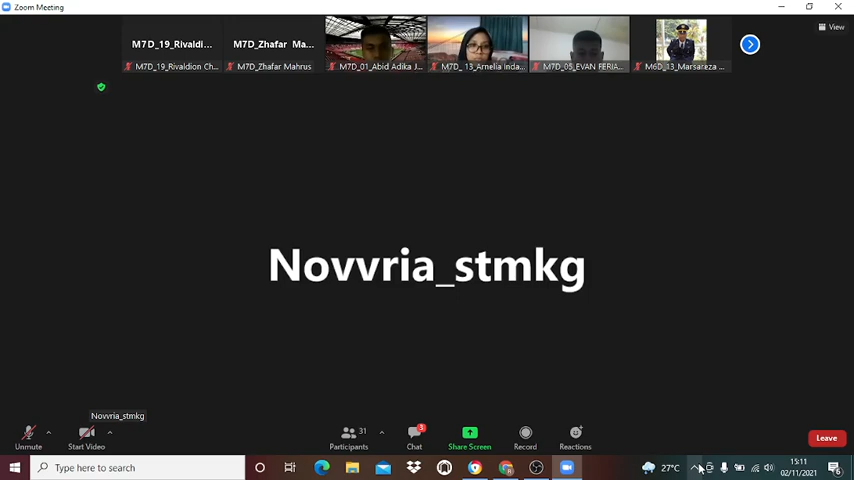 Zoom Meeting
View
M7D_19_Rivaldi...
M7D_Zhafar Ma...
M7D_19_Rivaldion Ch...
M7D_Zhafar Mahrus
M7D_01_Abid Adika J...
M7D_ 13_Amelia Inda...
M7D_05_EVAN FERIA...
M6D_13_Marsareza ...
Novvria_stmkg
Novvria_stmkg
31
3
Unmute
Start Video
Participants
Chat
Share Screen
Record
Reactions
Leave
Type here to search
27°C
15:11
02/11/2021
6